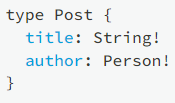 type Post {
  title: String!
  author: Person!
}